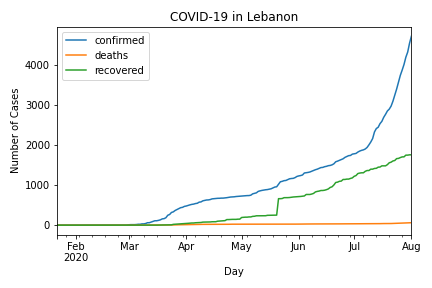 COVID-19 in Lebanon
confirmed
deaths
recovered
Number of Cases
4000
3000
2000
1000
0
Feb Mar Apr May Jun Jul Aug
2020
Day